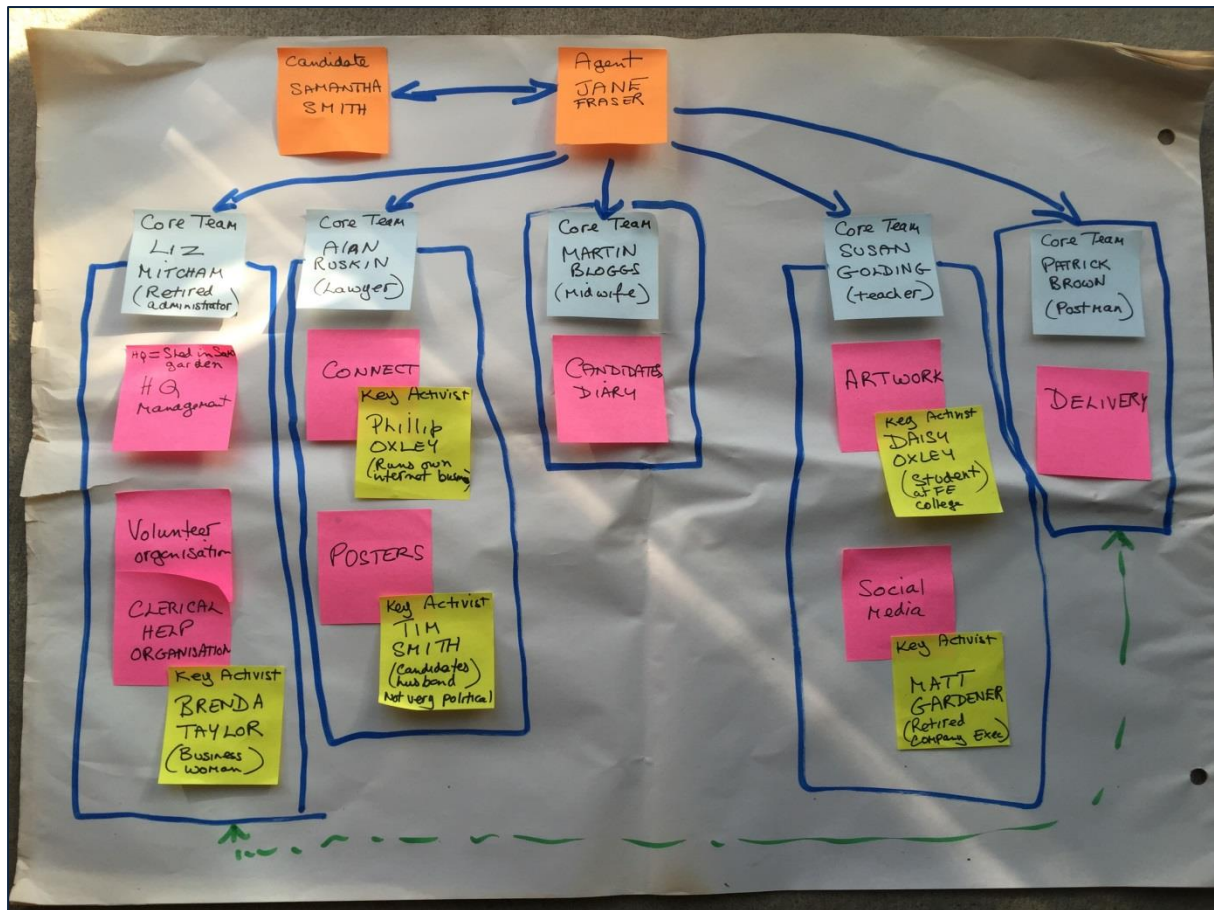 Candidate
SAMANTHA
SMITH
Agent
JANE
FRASER
Core Team
LIZ
MITCHAM
(Retired
administrator)
HQ = Shed in Sam's
garden
HQ
Management
Volunteer
organisation
CLERICAL
HELP
ORGANISATION
Key Activist
BRENDA
TAYLOR
(Business
woman)
Core Team
ALAN
RUSKIN
(Lawyer)
CONNECT
Key Activist
Phillip
OXLEY
(Runs own
internet business)
POSTERS
Key Activist
TIM
SMITH
(Candidates
husband)
Not very political
Core Team
MARTIN
BLOGGS
(Midwife)
CANDIDATES
DIARY
Core Team
SUSAN
GOLDING
(teacher)
ARTWORK
Key Activist
DAISY
OXLEY
(Student
at FE
college
Social
Media
Key Activist
MATT
GARDENER
(Retired
Company Exec)
Core Team
PATRICK
BROWN
(Postman)
DELIVERY